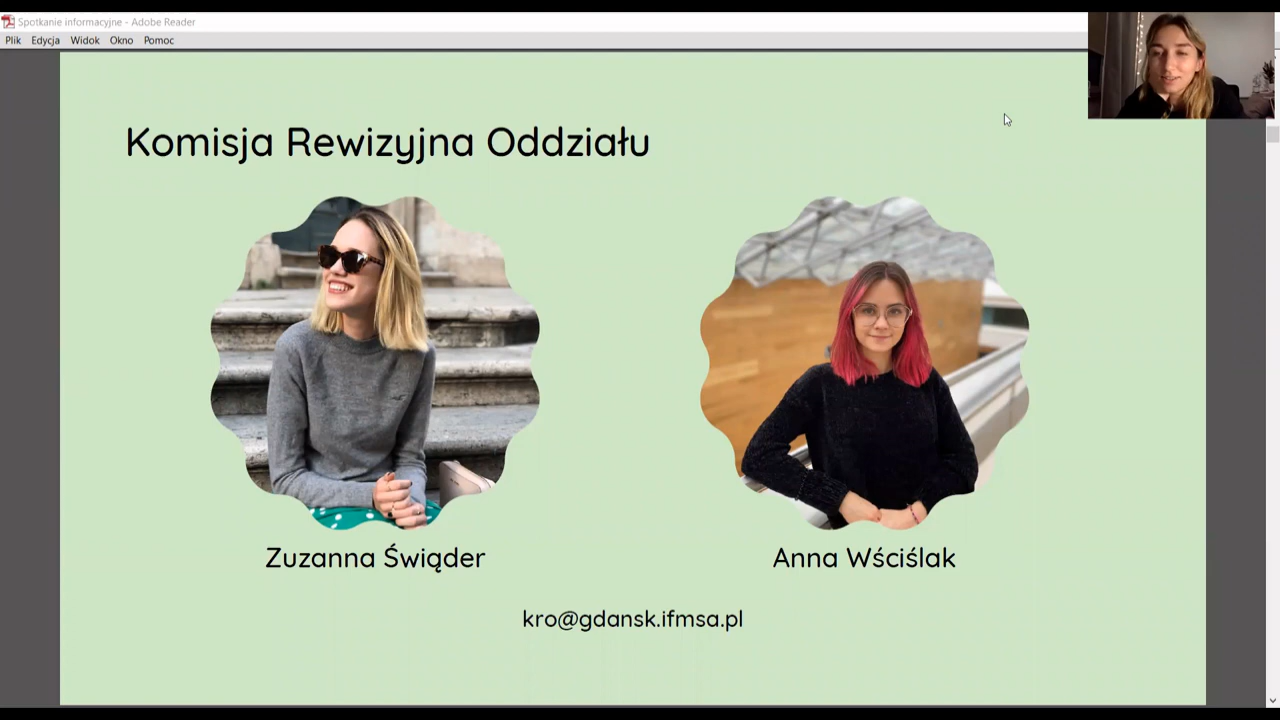 Spotkanie informacyjne - Adobe Reader
Plik Edycja Widok Okno Pomoc
Komisja Rewizyjna Oddziału
Zuzanna Świąder
Anna Wściślak
kro@gdansk.ifmsa.pl